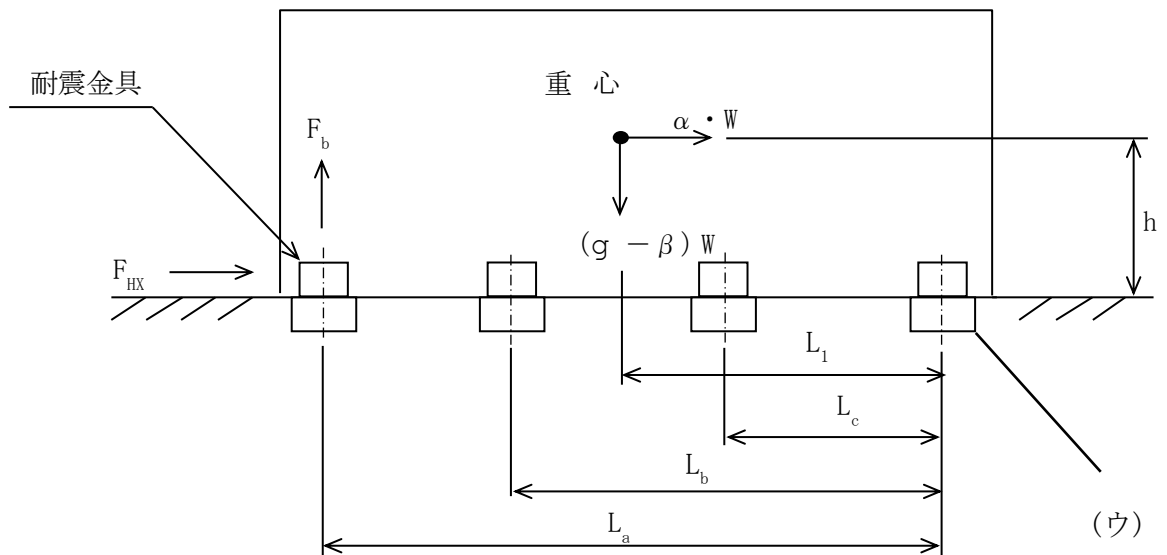 耐震金具
重 心
F_b
α・W
h
(g －β)W
F_HX
L_1
L_c
L_b
L_a
(ウ)